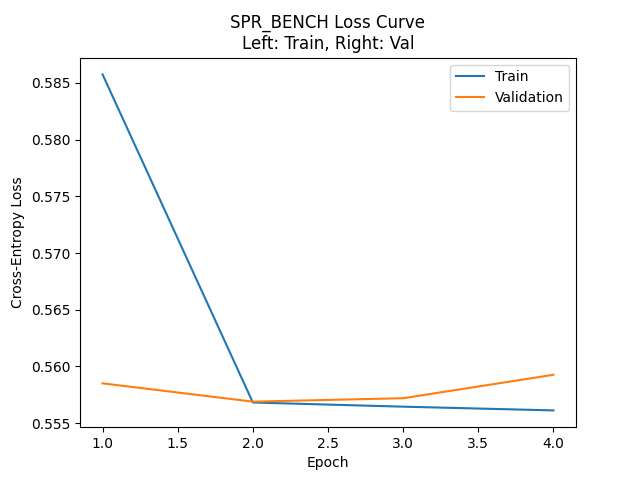 SPR_BENCH Loss Curve
Left: Train, Right: Val
Train
Validation
Cross-Entropy Loss
0.585
0.580
0.575
0.570
0.565
0.560
0.555
1.0 1.5 2.0 2.5 3.0 3.5 4.0
Epoch